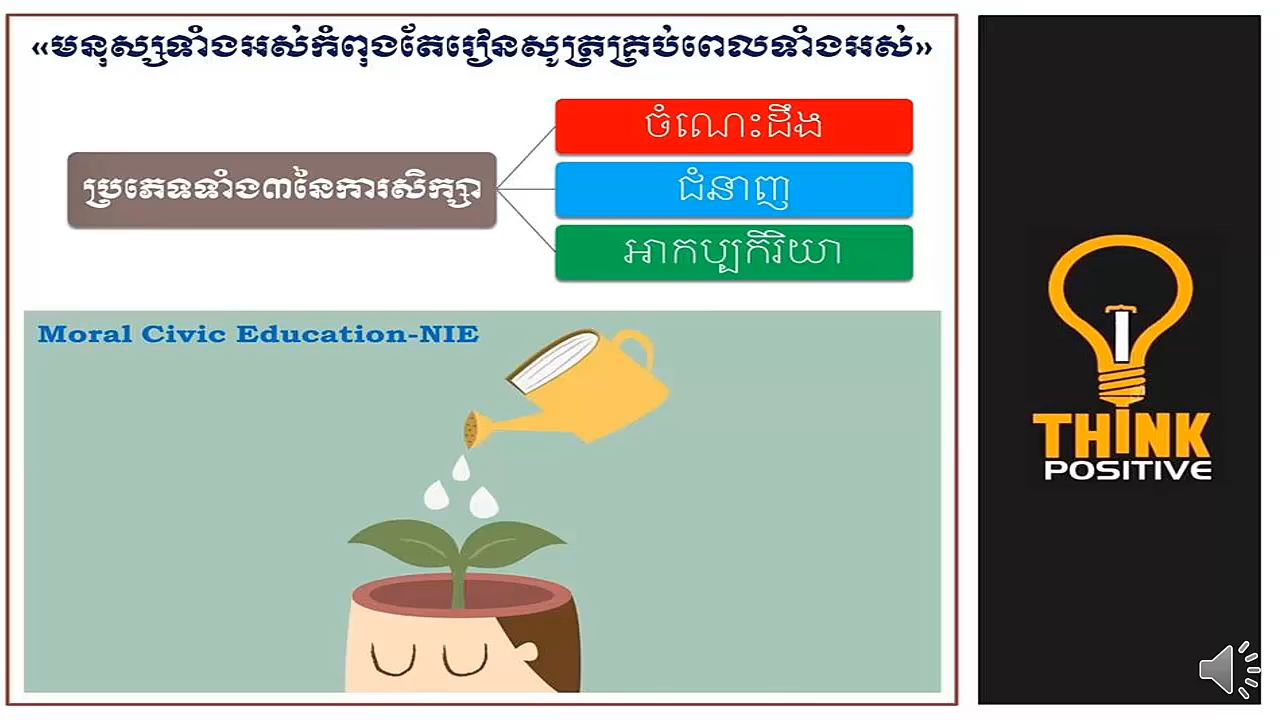 «មនុស្សទាំងអស់កំពុងតែរៀនសូត្រគ្រប់ពេលទាំងអស់»
ប្រភេទទាំង៣នៃការសិក្សា
ចំណេះដឹង
ជំនាញ
អាកប្បកិរិយា
Moral Civic Education-NIE
THINK
POSITIVE